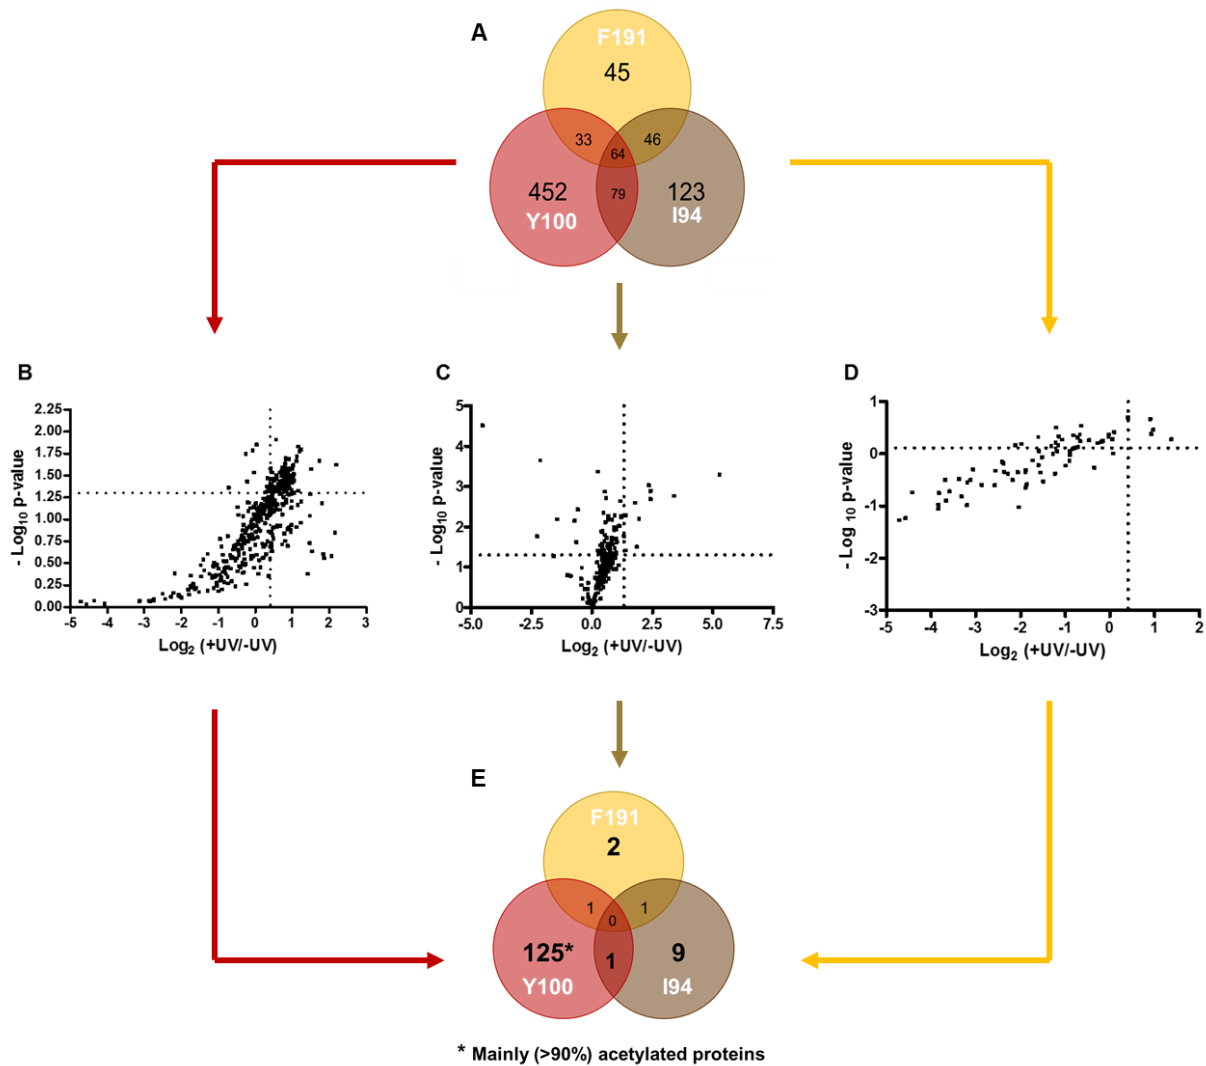 A
F191
45
33
46
64
452
79
123
Y100
I94
B
2.25
2.00
1.75
1.50
1.25
1.00
0.75
0.50
0.25
0.00
- Log10 p-value
-5 -4 -3 -2 -1 0 1 2 3
Log2 (+UV/-UV)
C
5
4
3
2
1
0
- Log10 p-value
-5.0 -2.5 0.0 2.5 5.0 7.5
Log2 (+UV/-UV)
D
1
0
-1
-2
-3
- Log 10 p-value
-5 -4 -3 -2 -1 0 1 2
Log2 (+UV/-UV)
E
F191
2
1
1
0
125*
1
9
Y100
I94
* Mainly (>90%) acetylated proteins